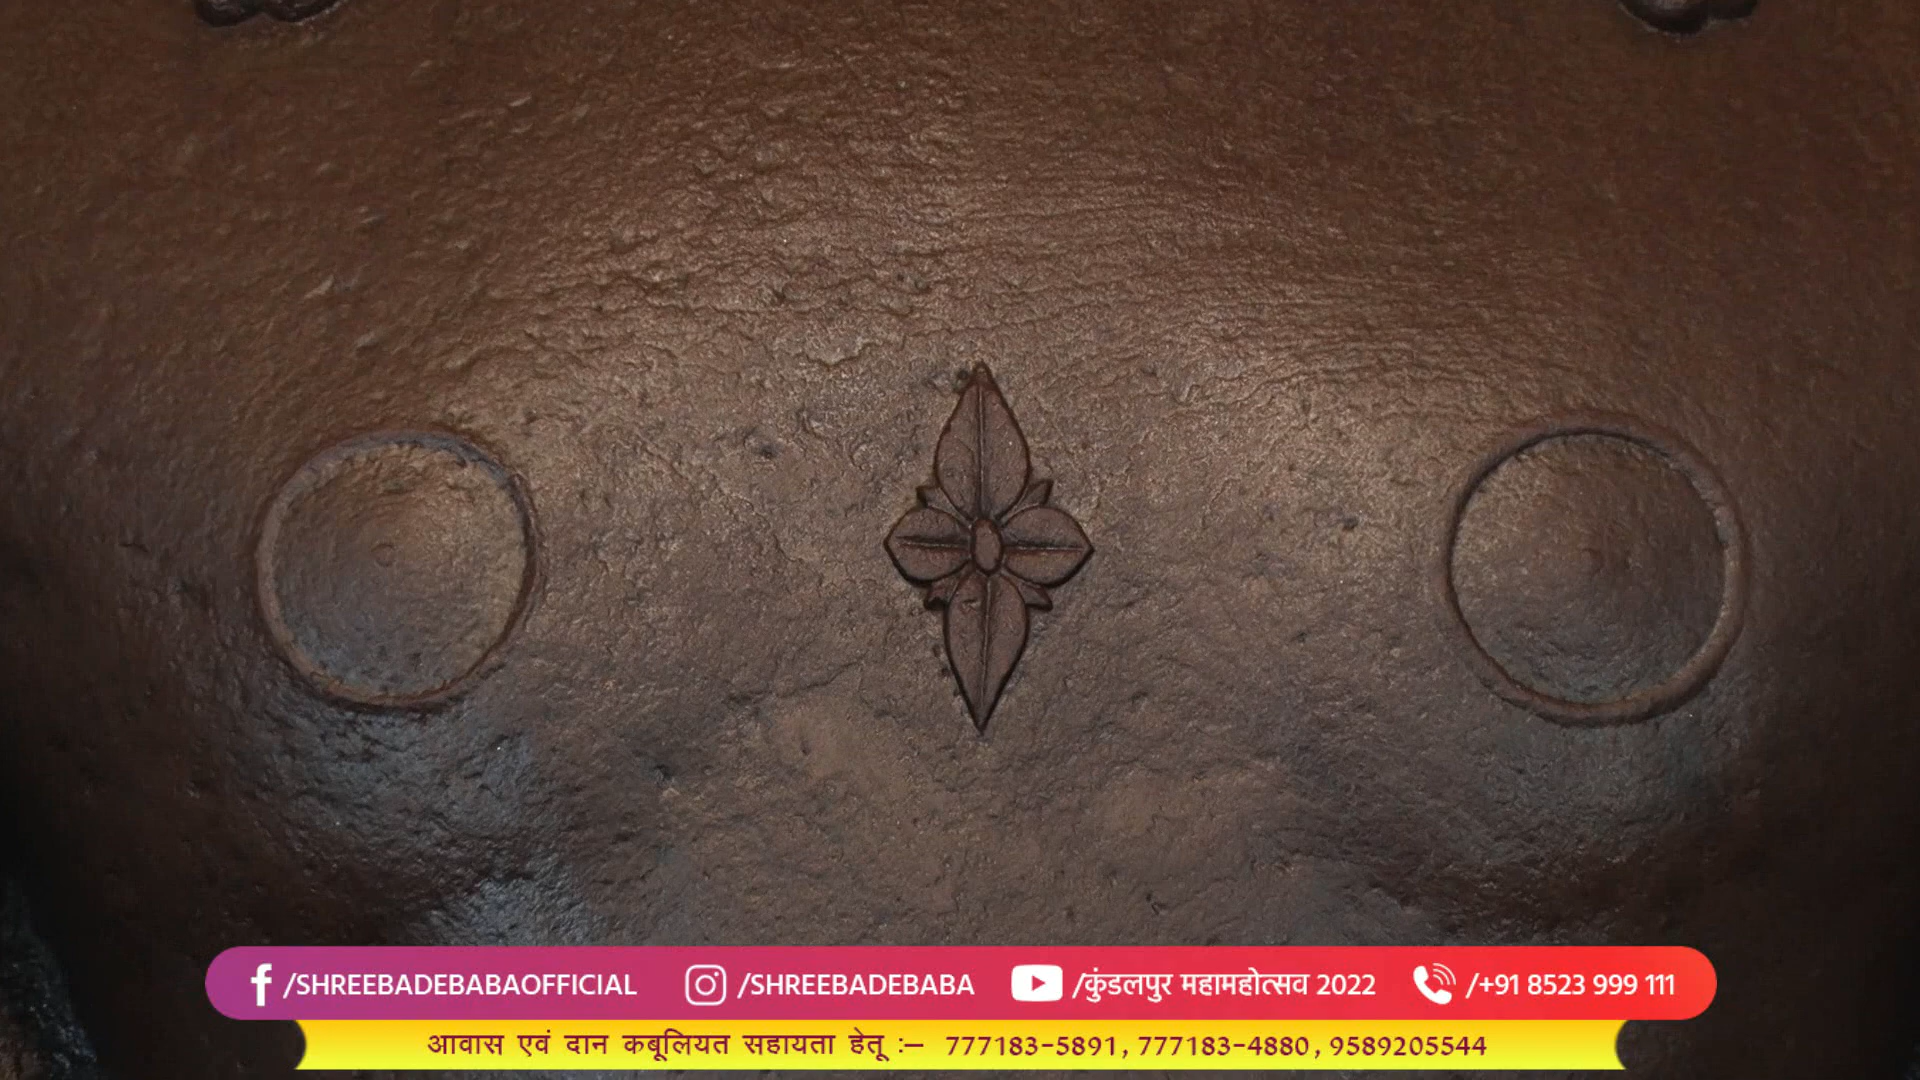 /SHREEBADEBABAOFFICIAL /SHREEBADEBABA /कुंडलपुर महामहोत्सव 2022 /+91 8523 999 111
आवास एवं दान कबूलियत सहायता हेतू :– 777183-5891, 777183-4880, 9589205544